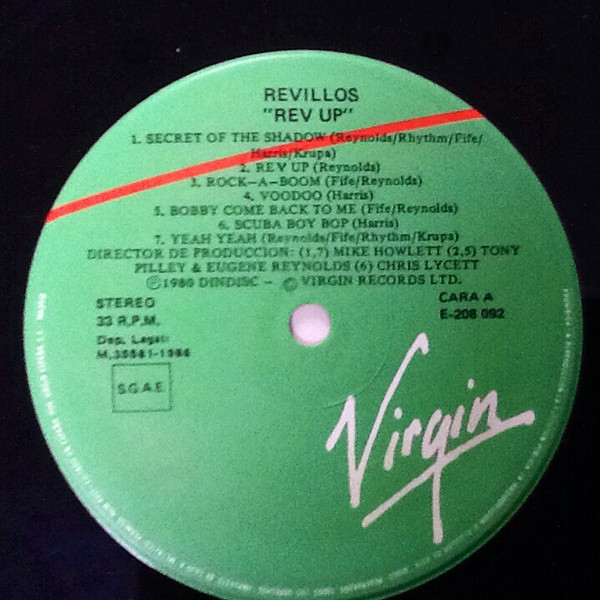 REVILLOS
"REV UP"
1. SECRET OF THE SHADOW (Reynolds/Rhythm/Fife/
Harris/Krupa)
2. REV UP (Reynolds)
3. ROCK-A-BOOM (Fife/Reynolds)
4. VOODOO (Harris)
5. BOBBY COME BACK TO ME (Fife/Reynolds)
6. SCUBA BOY BOP (Harris)
7. YEAH YEAH (Reynolds/Fife/Rhythm/Krupa)
DIRECTOR DE PRODUCCION: (1,7) MIKE HOWLETT (2,5) TONY
PILLEY & EUGENE REYNOLDS (6) CHRIS LYCETT
Ⓟ1980 DINDISC - © VIRGIN RECORDS LTD.
STEREO
33 R.P.M.
Dep. Legal:
CARA A
E-208 092
S.G.A.E.
Virgin